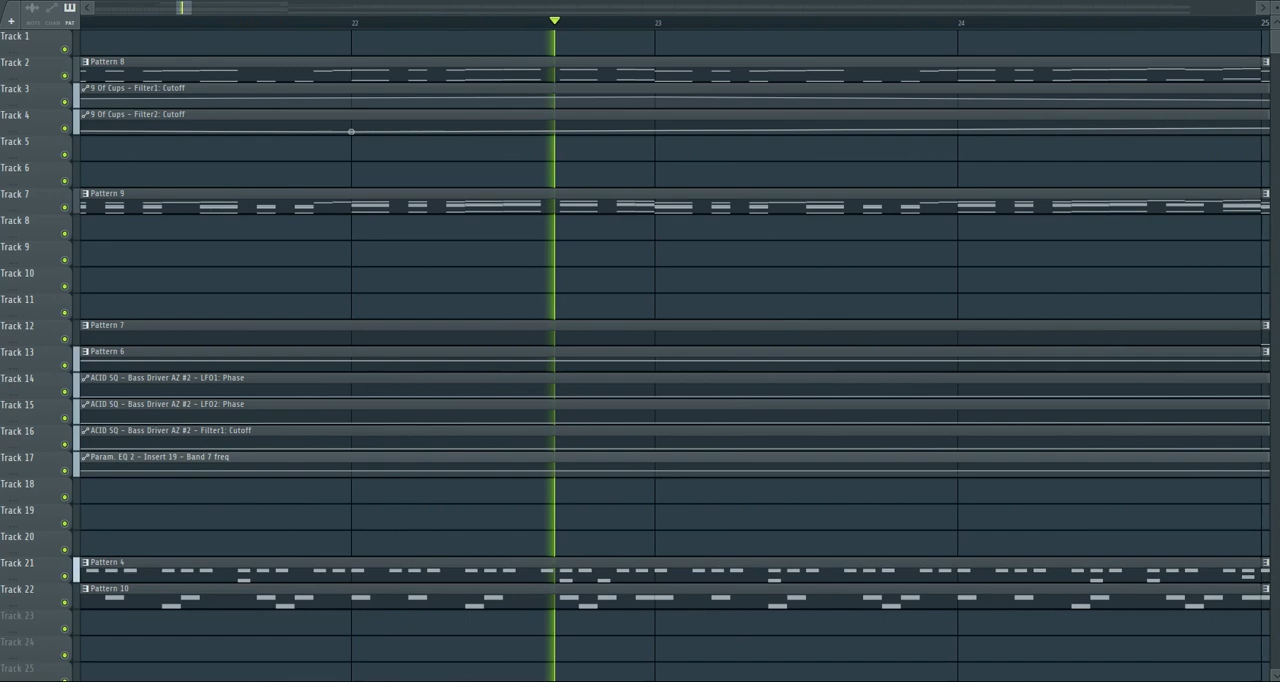 NOTE CHAN PAT
22 23 24 25
Track 1
Track 2
Pattern 8
Track 3
9 Of Cups - Filter1: Cutoff
Track 4
9 Of Cups - Filter2: Cutoff
Track 5
Track 6
Track 7
Pattern 9
Track 8
Track 9
Track 10
Track 11
Track 12
Pattern 7
Track 13
Pattern 6
Track 14
ACID SQ - Bass Driver AZ #2 - LFO1: Phase
Track 15
ACID SQ - Bass Driver AZ #2 - LFO2: Phase
Track 16
ACID SQ - Bass Driver AZ #2 - Filter1: Cutoff
Track 17
Param. EQ 2 - Insert 19 - Band 7 freq
Track 18
Track 19
Track 20
Track 21
Pattern 4
Track 22
Pattern 10
Track 23
Track 24
Track 25